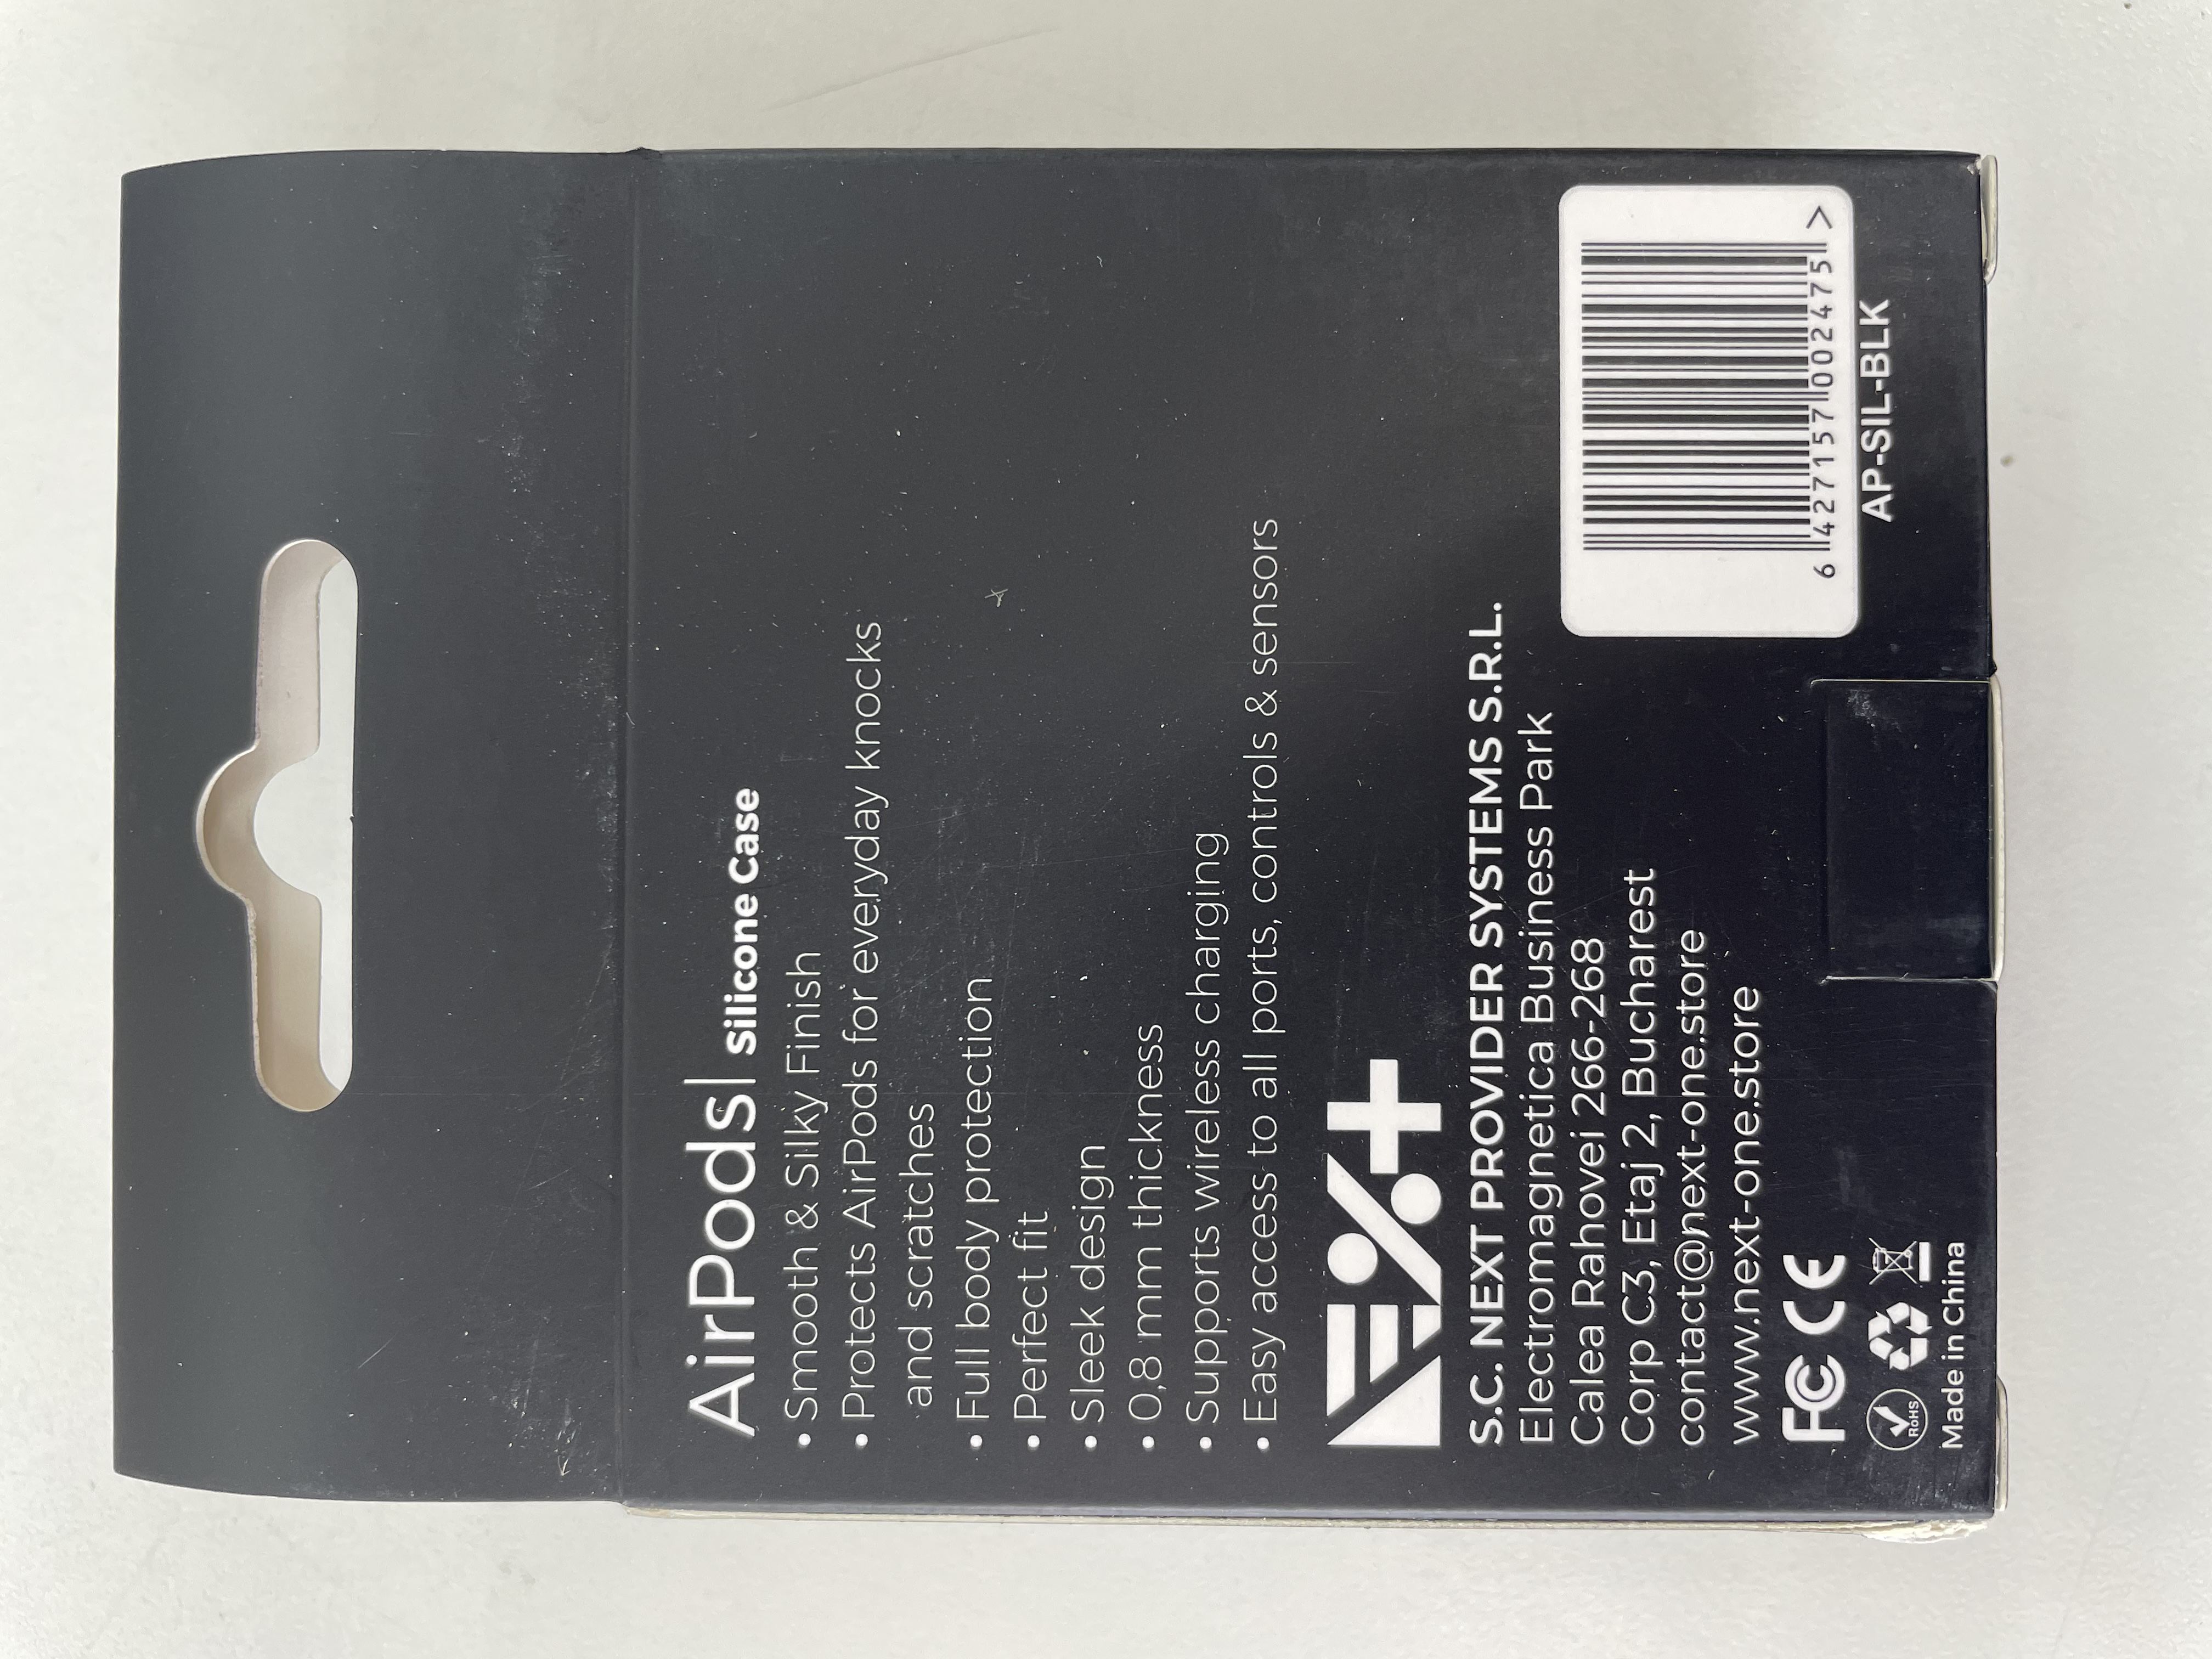 AirPods| Silicone Case
• Smooth & Silky Finish
• Protects AirPods for everyday knocks
and scratches
• Full body protection
• Perfect fit
• Sleek design
• 0,8 mm thickness
• Supports wireless charging
• Easy access to all ports, controls & sensors
S.C. NEXT PROVIDER SYSTEMS S.R.L.
Electromagnetica Business Park
Calea Rahovei 266-268
Corp C3, Etaj 2, Bucharest
contact@next-one.store
www.next-one.store
FC CE
RoHS
Made in China
6 427157 002475 >
AP-SIL-BLK